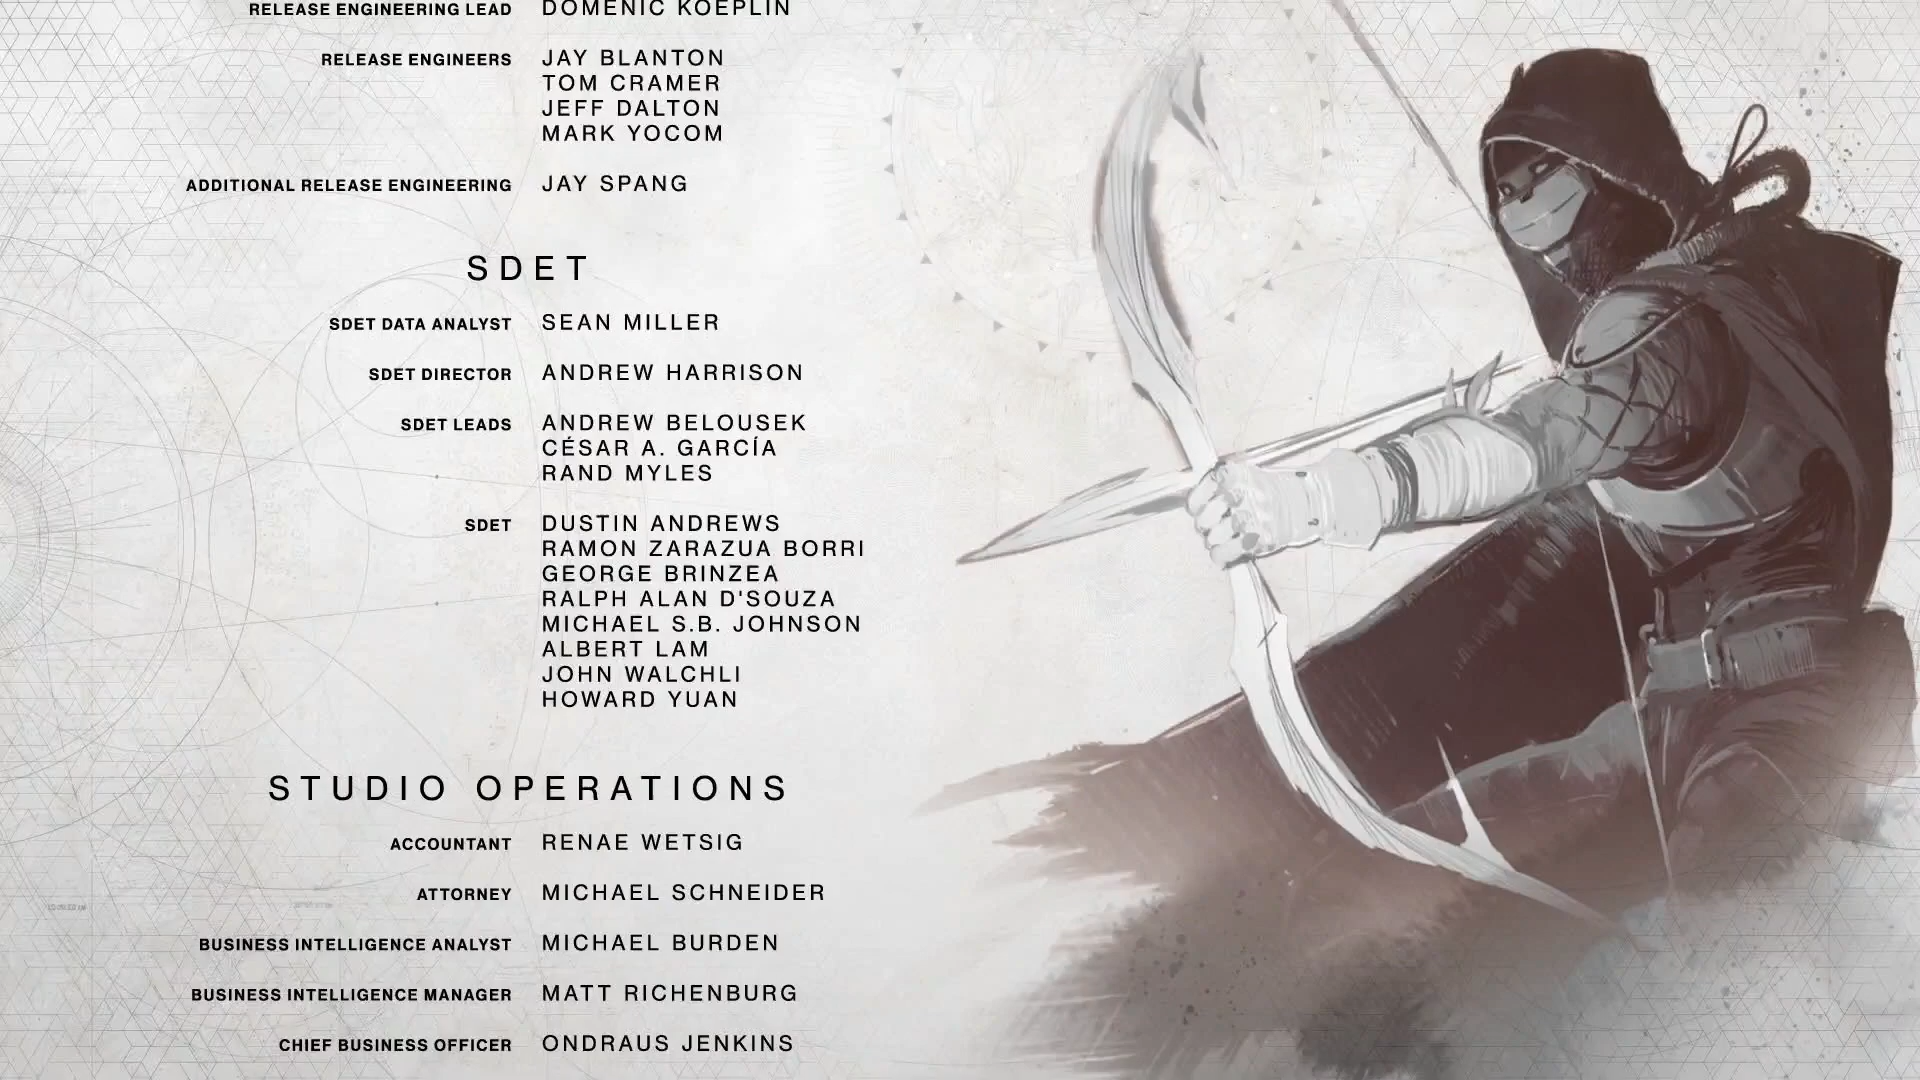 RELEASE ENGINEERING LEAD DOMENIC KOEPLIN
RELEASE ENGINEERS JAY BLANTON
TOM CRAMER
JEFF DALTON
MARK YOCOM
ADDITIONAL RELEASE ENGINEERING JAY SPANG
SDET
SDET DATA ANALYST SEAN MILLER
SDET DIRECTOR ANDREW HARRISON
SDET LEADS ANDREW BELOUSEK
CÉSAR A. GARCÍA
RAND MYLES
SDET DUSTIN ANDREWS
RAMON ZARAZUA BORRI
GEORGE BRINZEA
RALPH ALAN D'SOUZA
MICHAEL S.B. JOHNSON
ALBERT LAM
JOHN WALCHLI
HOWARD YUAN
STUDIO OPERATIONS
ACCOUNTANT RENAE WETSIG
ATTORNEY MICHAEL SCHNEIDER
BUSINESS INTELLIGENCE ANALYST MICHAEL BURDEN
BUSINESS INTELLIGENCE MANAGER MATT RICHENBURG
CHIEF BUSINESS OFFICER ONDRAUS JENKINS